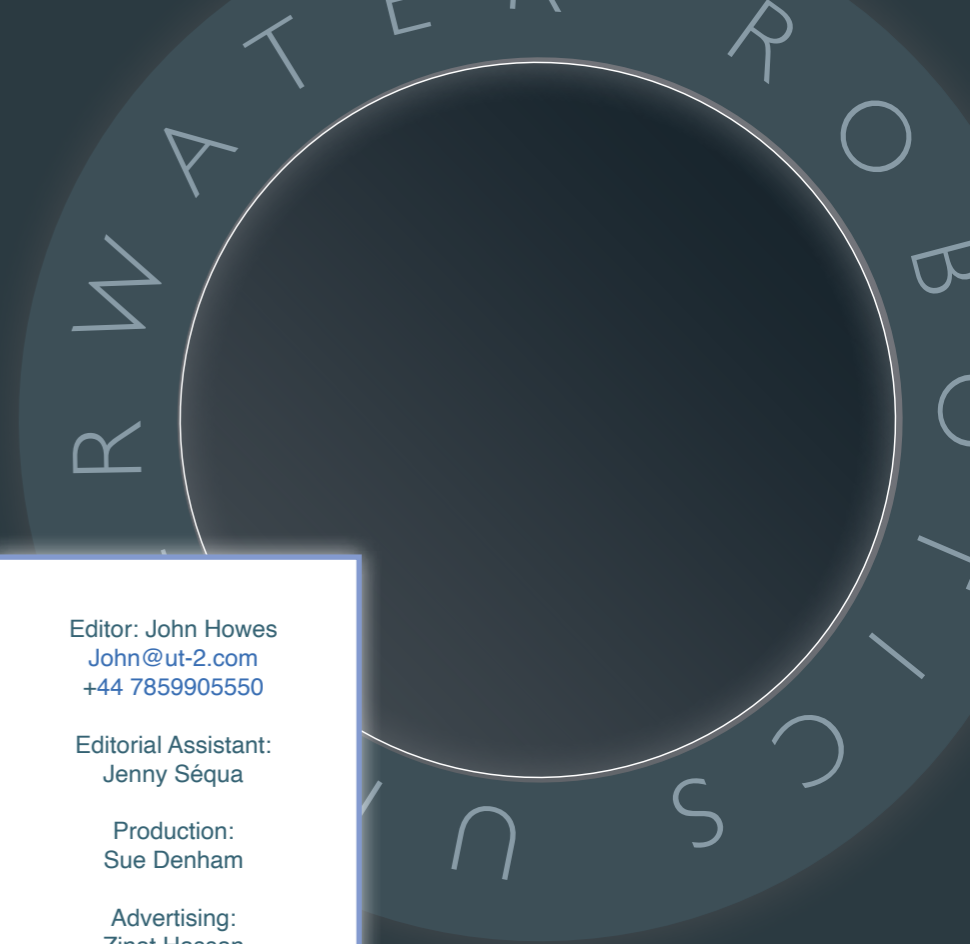 RWATER ROBOTICS U
Editor: John Howes
John@ut-2.com
+44 7859905550
Editorial Assistant:
Jenny Séqua
Production:
Sue Denham
Advertising: